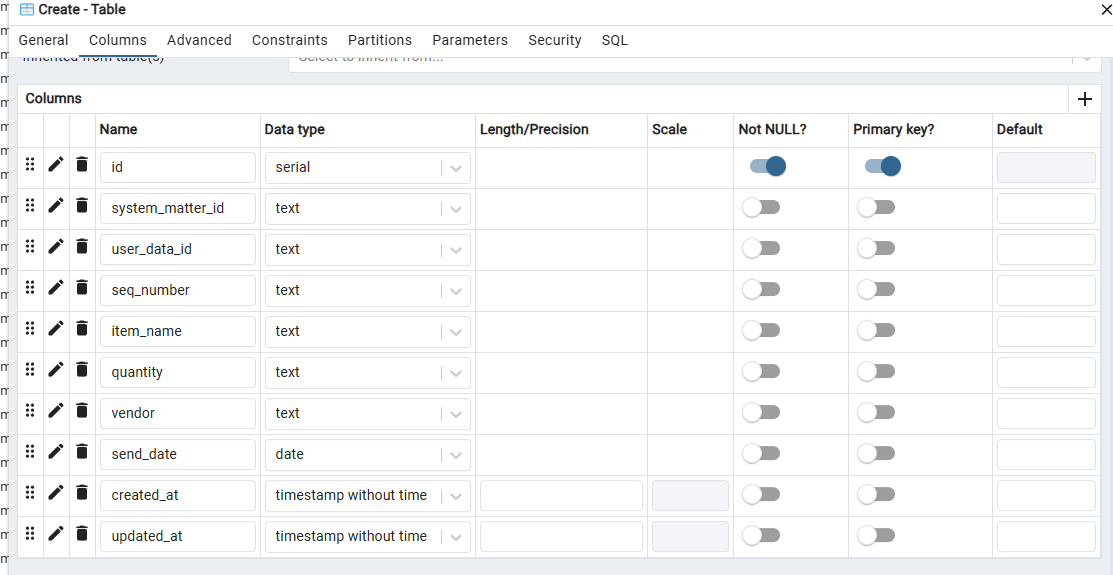 Create - Table
General Columns Advanced Constraints Partitions Parameters Security SQL
Inherited from table(s) Select to inherit from...
Columns
Name Data type Length/Precision Scale Not NULL? Primary key? Default
id serial
system_matter_id text
user_data_id text
seq_number text
item_name text
quantity text
vendor text
send_date date
created_at timestamp without time
updated_at timestamp without time